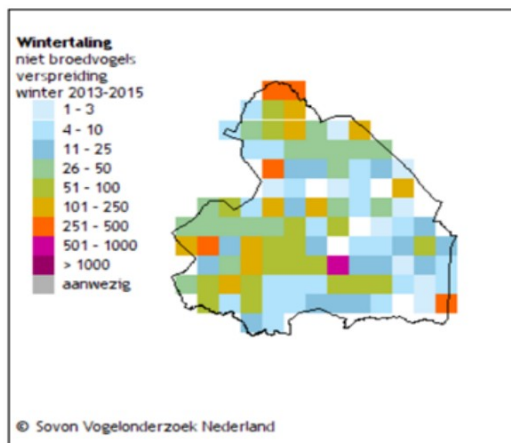 Wintertaling
niet broedvogels
verspreiding
winter 2013-2015
1 - 3
4 - 10
11 - 25
26 - 50
51 - 100
101 - 250
251 - 500
501 - 1000
> 1000
aanwezig
© Sovon Vogelonderzoek Nederland